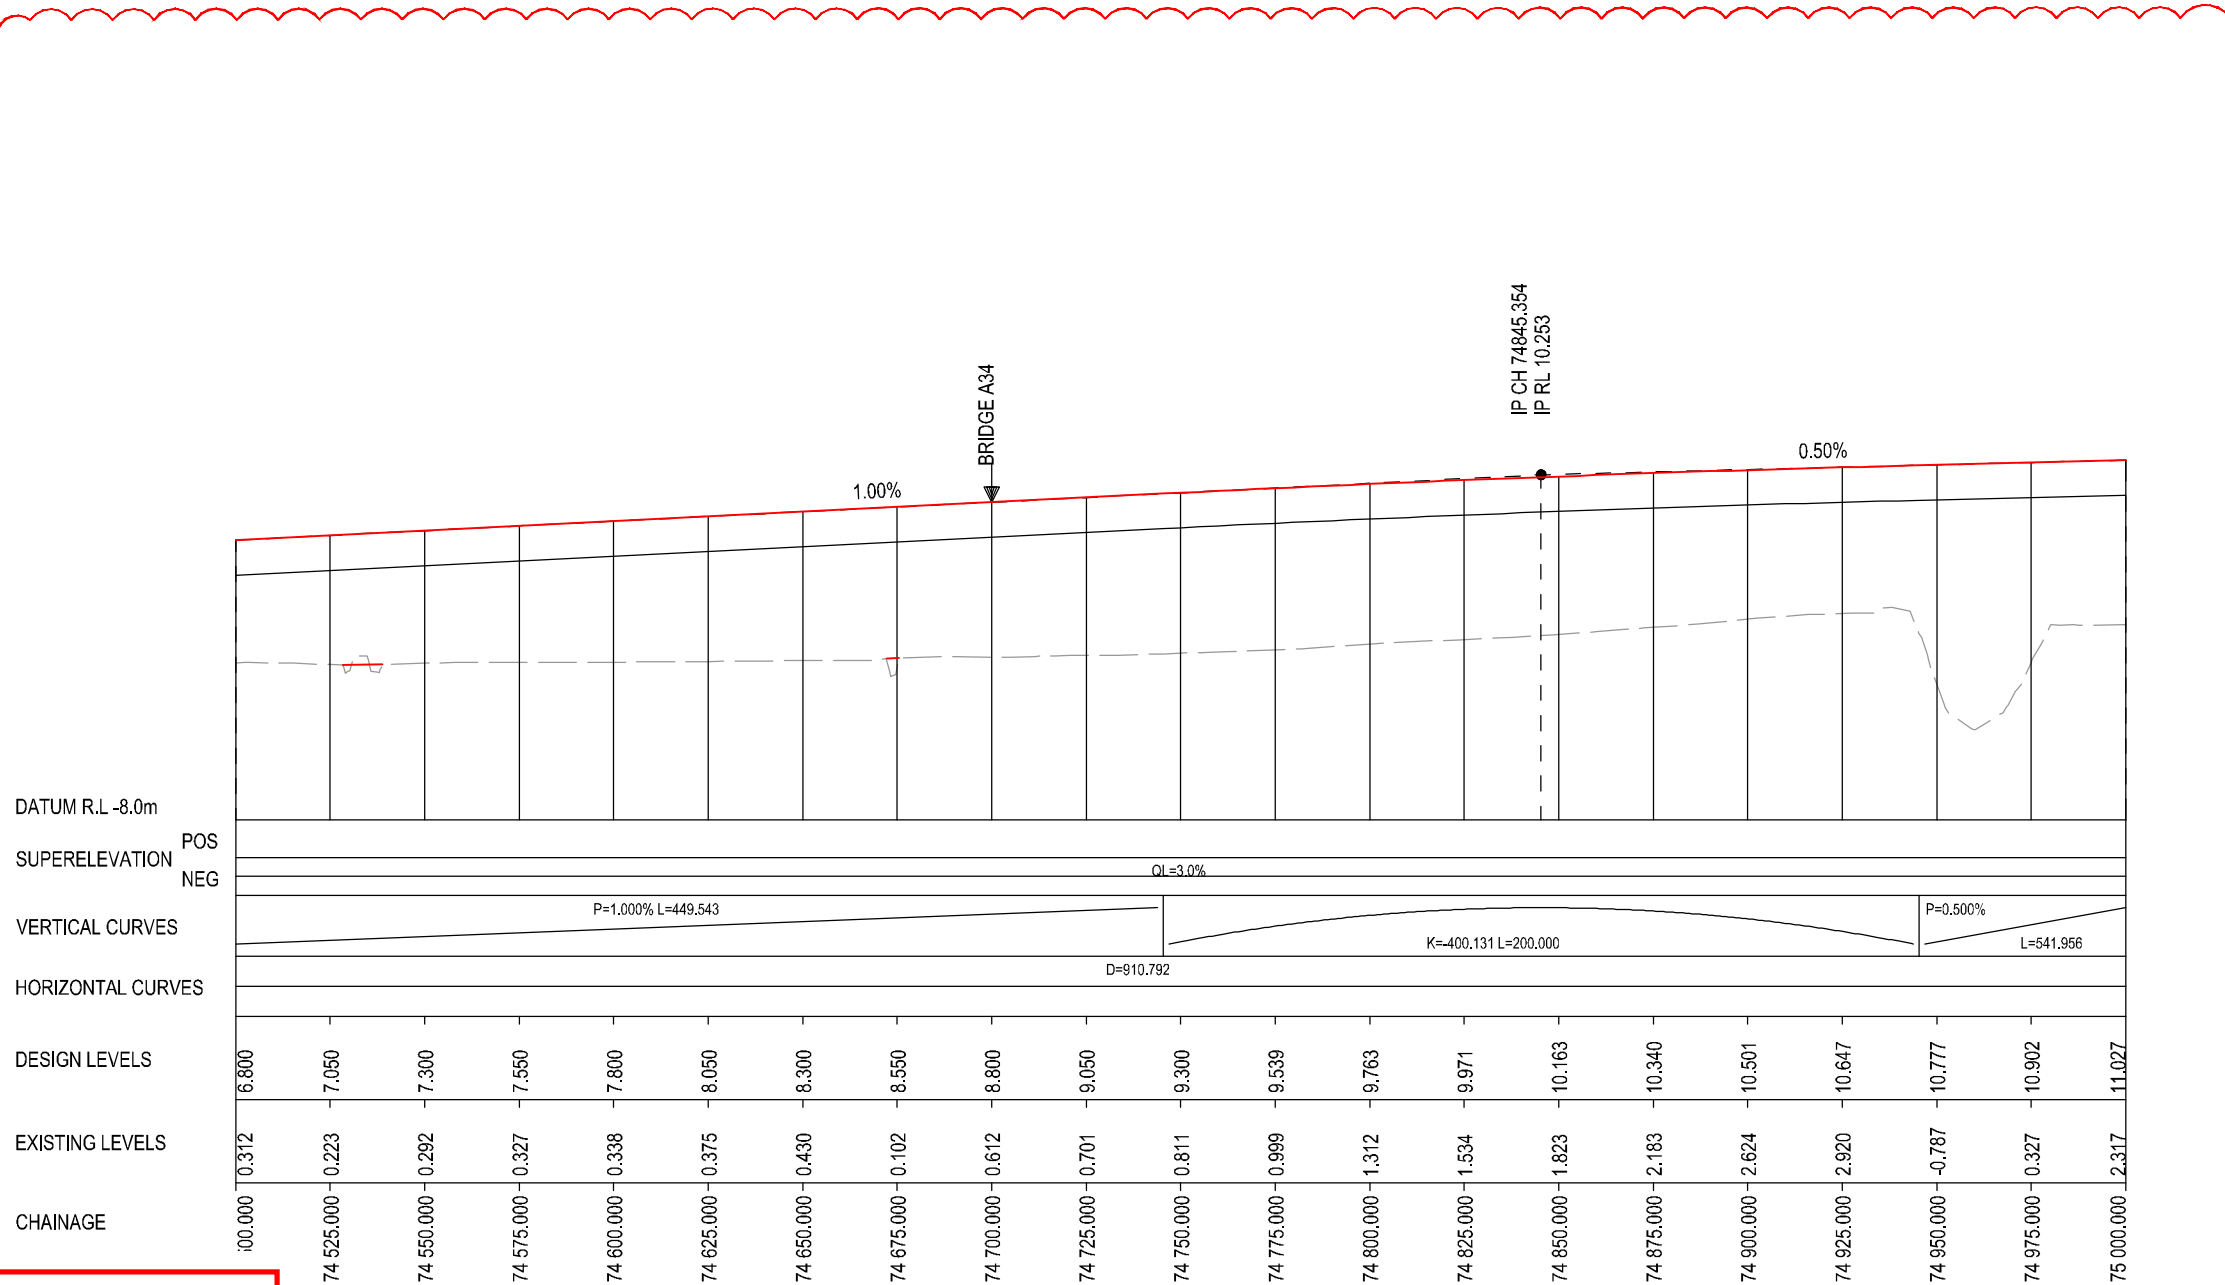 IP CH 74845.354
IP RL 10.253
BRIDGE A34
1.00%
0.50%
DATUM R.L -8.0m
SUPERELEVATION
POS
NEG
QL=3.0%
VERTICAL CURVES
P=1.000% L=449.543
K=-400.131 L=200.000
P=0.500%
L=541.956
HORIZONTAL CURVES
D=910.792
DESIGN LEVELS
6.800 7.050 7.300 7.550 7.800 8.050 8.300 8.550 8.800 9.050 9.300 9.539 9.763 9.971 10.163 10.340 10.501 10.647 10.777 10.902 11.027
EXISTING LEVELS
0.312 0.223 0.292 0.327 0.338 0.375 0.430 0.102 0.612 0.701 0.811 0.999 1.312 1.534 1.823 2.183 2.624 2.920 -0.787 0.327 2.317
CHAINAGE
74 525.000 74 550.000 74 575.000 74 600.000 74 625.000 74 650.000 74 675.000 74 700.000 74 725.000 74 750.000 74 775.000 74 800.000 74 825.000 74 850.000 74 875.000 74 900.000 74 925.000 74 950.000 74 975.000 75 000.000